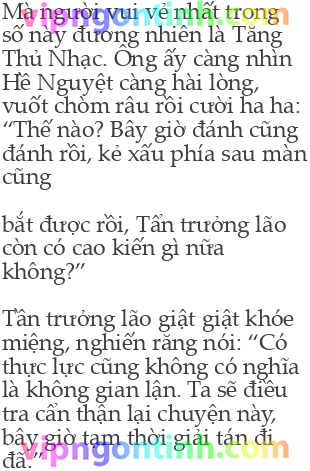 Mà người vui vẻ nhất trong
số này đương nhiên là Tăng
Thủ Nhạc. Ông ấy càng nhìn
Hề Nguyệt càng hài lòng,
vuốt chòm râu rồi cười ha ha:
“Thế nào? Bây giờ đánh cũng
đánh rồi, kẻ xấu phía sau màn
cũng
bắt được rồi, Tẩn trưởng lão
còn có cao kiến gì nữa
không?”
Tần trưởng lão giật giật khóe
miệng, nghiến răng nói: “Có
thực lực cũng không có nghĩa
là không gian lận. Ta sẽ điều
tra cẩn thận lại chuyện này,
bây giờ tạm thời giải tán đi
đã.”
vipngontinh.com
vipngontinh.com